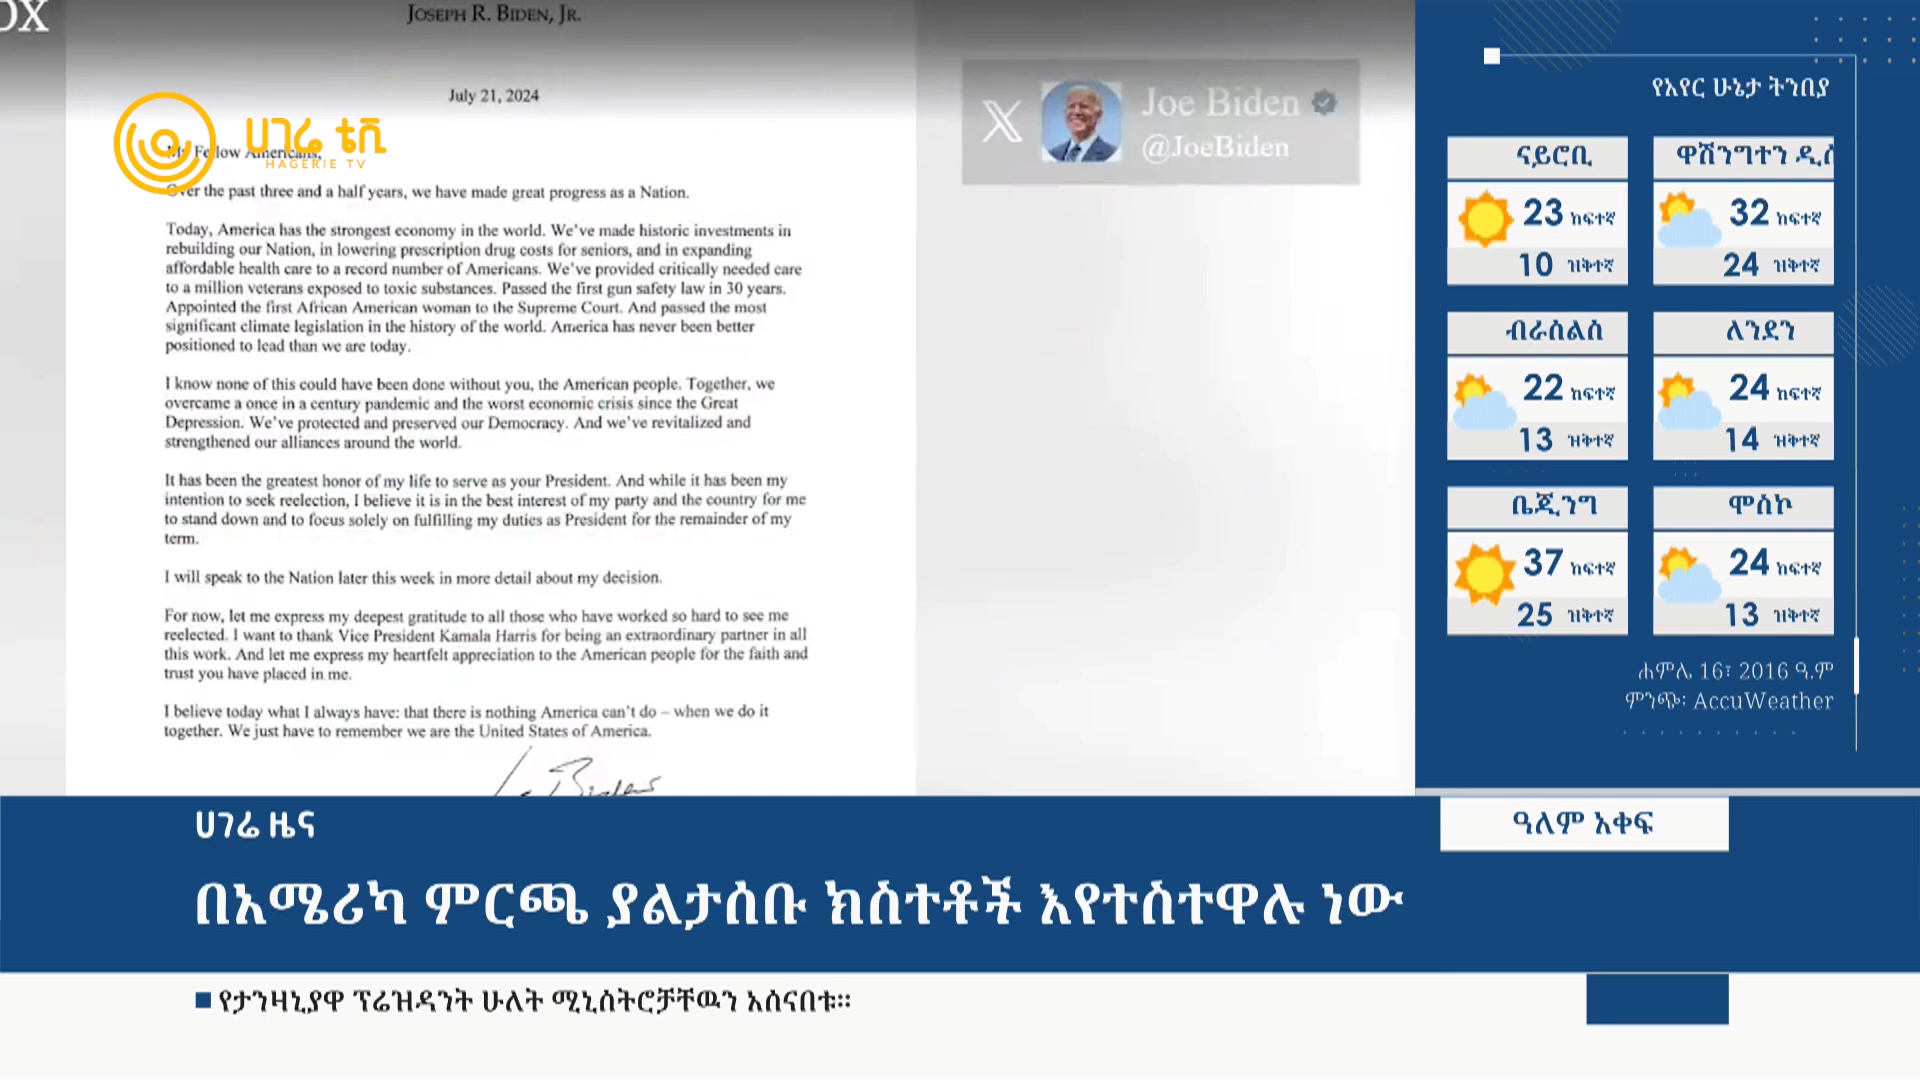 OX
JOSEPH R. BIDEN, JR.
July 21, 2024
ሀገሬ ቲቪ
HAGERIE TV
My Fellow Americans,
Over the past three and a half years, we have made great progress as a Nation.
Today, America has the strongest economy in the world. We've made historic investments in
rebuilding our Nation, in lowering prescription drug costs for seniors, and in expanding
affordable health care to a record number of Americans. We've provided critically needed care
to a million veterans exposed to toxic substances. Passed the first gun safety law in 30 years.
Appointed the first African American woman to the Supreme Court. And passed the most
significant climate legislation in the history of the world. America has never been better
positioned to lead than we are today.
I know none of this could have been done without you, the American people. Together, we
overcame a once in a century pandemic and the worst economic crisis since the Great
Depression. We've protected and preserved our Democracy. And we've revitalized and
strengthened our alliances around the world.
It has been the greatest honor of my life to serve as your President. And while it has been my
intention to seek reelection, I believe it is in the best interest of my party and the country for me
to stand down and to focus solely on fulfilling my duties as President for the remainder of my
term.
I will speak to the Nation later this week in more detail about my decision.
For now, let me express my deepest gratitude to all those who have worked so hard to see me
reelected. I want to thank Vice President Kamala Harris for being an extraordinary partner in all
this work. And let me express my heartfelt appreciation to the American people for the faith and
trust you have placed in me.
I believe today what I always have: that there is nothing America can't do – when we do it
together. We just have to remember we are the United States of America.
Joe Biden
@JoeBiden
የአየር ሁኔታ ትንበያ
ናይሮቢ
23 ከፍተኛ
10 ዝቅተኛ
ዋሽንግተን ዲ
32 ከፍተኛ
24 ዝቅተኛ
ብራስልስ
22 ከፍተኛ
13 ዝቅተኛ
ለንደን
24 ከፍተኛ
14 ዝቅተኛ
ቤጂንግ
37 ከፍተኛ
25 ዝቅተኛ
ሞስኮ
24 ከፍተኛ
13 ዝቅተኛ
ሐምሌ 16፣ 2016 ዓ.ም
ምንጭ፡ AccuWeather
ሀገሬ ዜና
ዓለም አቀፍ
በአሜሪካ ምርጫ ያልታሰቡ ክስተቶች እየተስተዋሉ ነው
የታንዛኒያዋ ፕሬዝዳንት ሁለት ሚኒስትሮቻቸዉን አሰናበቱ።